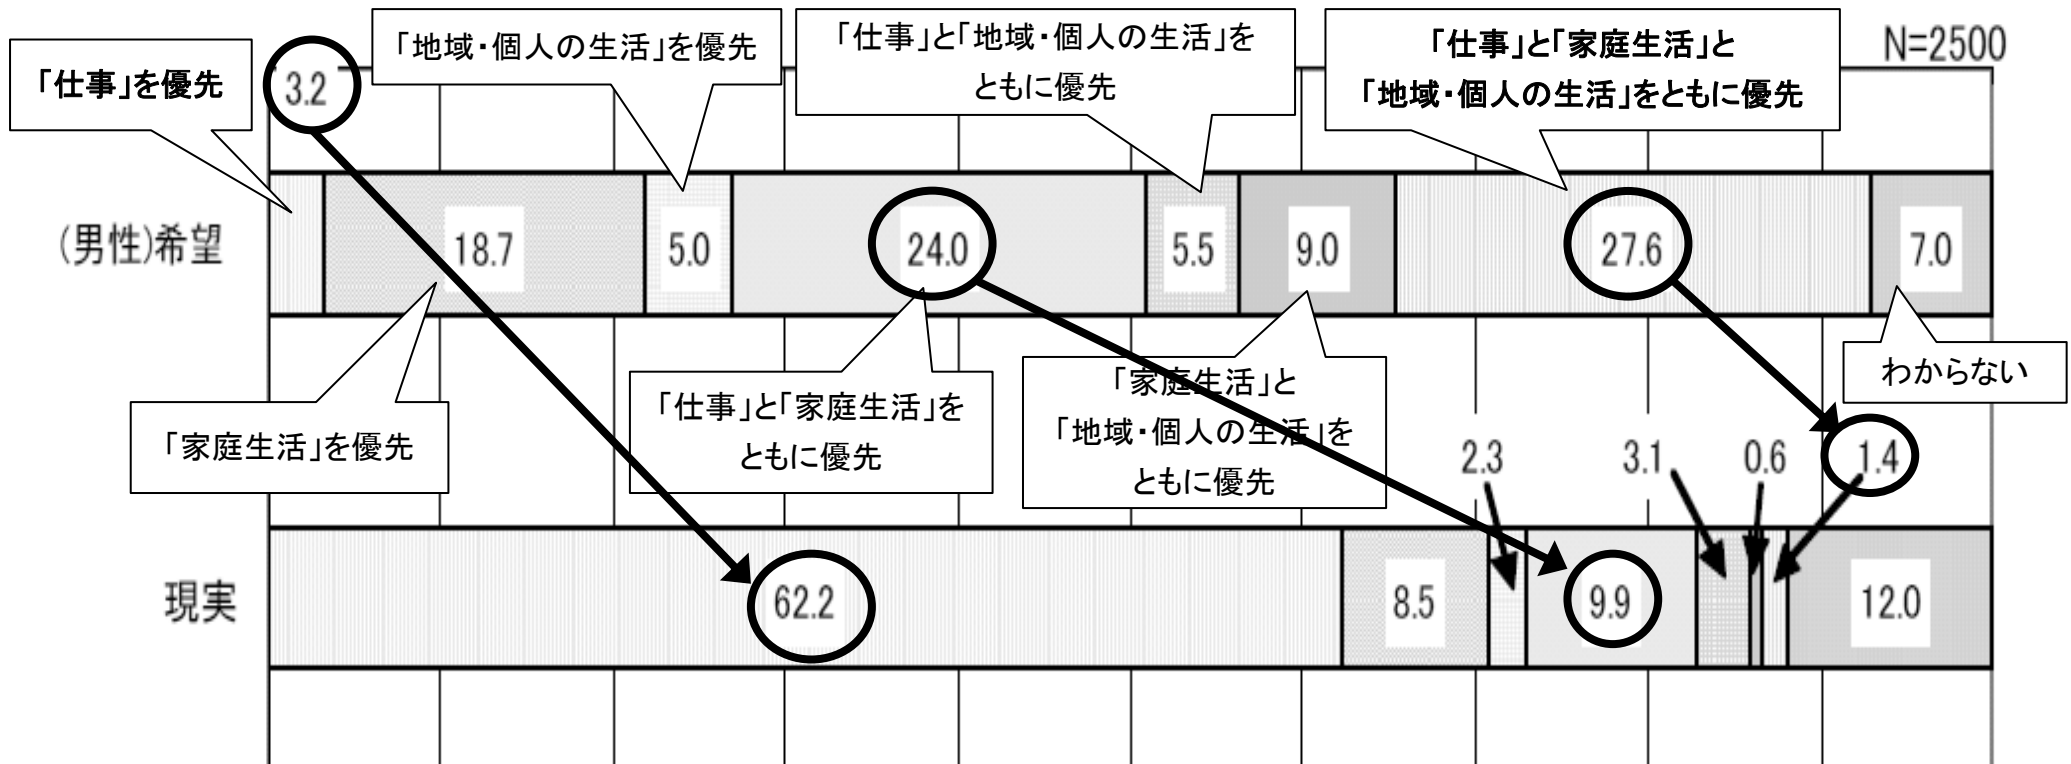 「仕事」を優先
3.2
「地域・個人の生活」を優先
「仕事」と「地域・個人の生活」を
ともに優先
「仕事」と「家庭生活」と
「地域・個人の生活」をともに優先
N=2500
(男性)希望
18.7
5.0
24.0
5.5
9.0
27.6
7.0
「家庭生活」を優先
「仕事」と「家庭生活」を
ともに優先
「家庭生活」と
「地域・個人の生活」を
ともに優先
わからない
2.3
3.1
0.6
1.4
現実
62.2
8.5
9.9
12.0